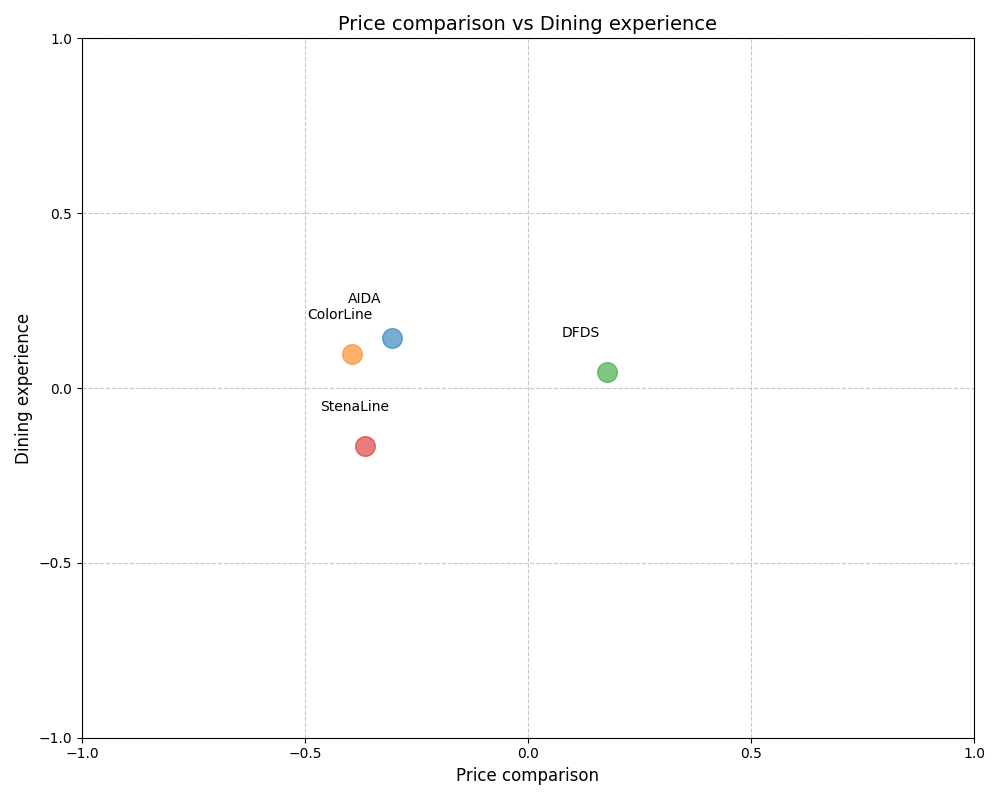 Price comparison vs Dining experience
1.0
0.5
0.0
−0.5
−1.0
Dining experience
AIDA
ColorLine
DFDS
StenaLine
−1.0 −0.5 0.0 0.5 1.0
Price comparison